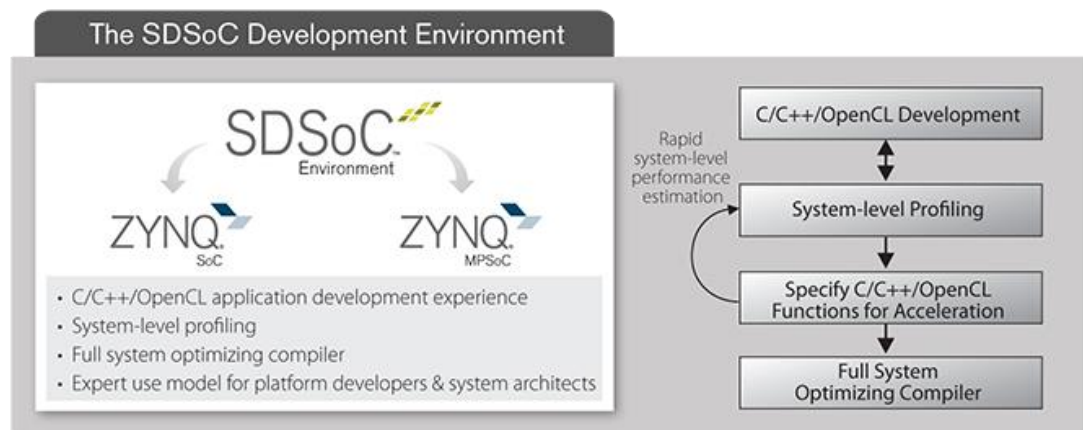 The SDSoC Development Environment
SDSoC™
Environment
ZYNQ®
SoC
ZYNQ®
MPSoC
• C/C++/OpenCL application development experience
• System-level profiling
• Full system optimizing compiler
• Expert use model for platform developers & system architects
Rapid
system-level
performance
estimation
C/C++/OpenCL Development
System-level Profiling
Specify C/C++/OpenCL
Functions for Acceleration
Full System
Optimizing Compiler